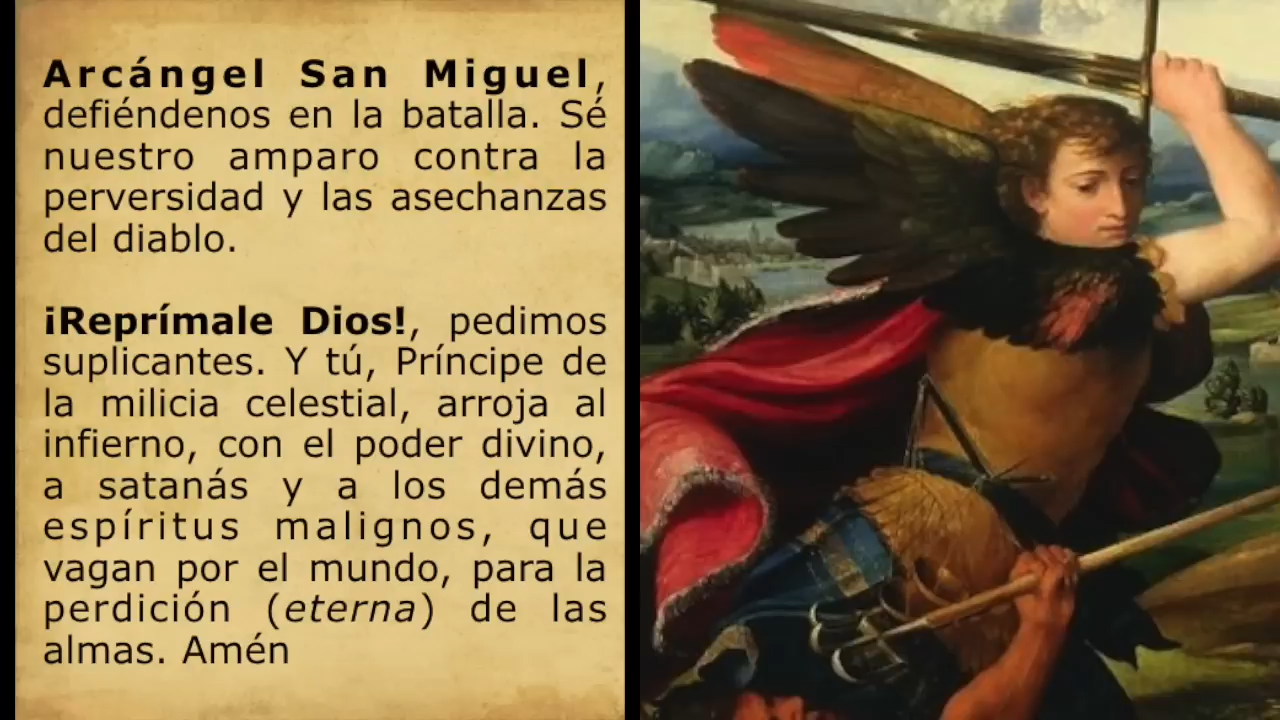 Arcángel San Miguel,
defiéndenos en la batalla. Sé
nuestro amparo contra la
perversidad y las asechanzas
del diablo.
¡Reprímale Dios!, pedimos
suplicantes. Y tú, Príncipe de
la milicia celestial, arroja al
infierno, con el poder divino,
a satanás y a los demás
espíritus malignos, que
vagan por el mundo, para la
perdición (eterna) de las
almas. Amén